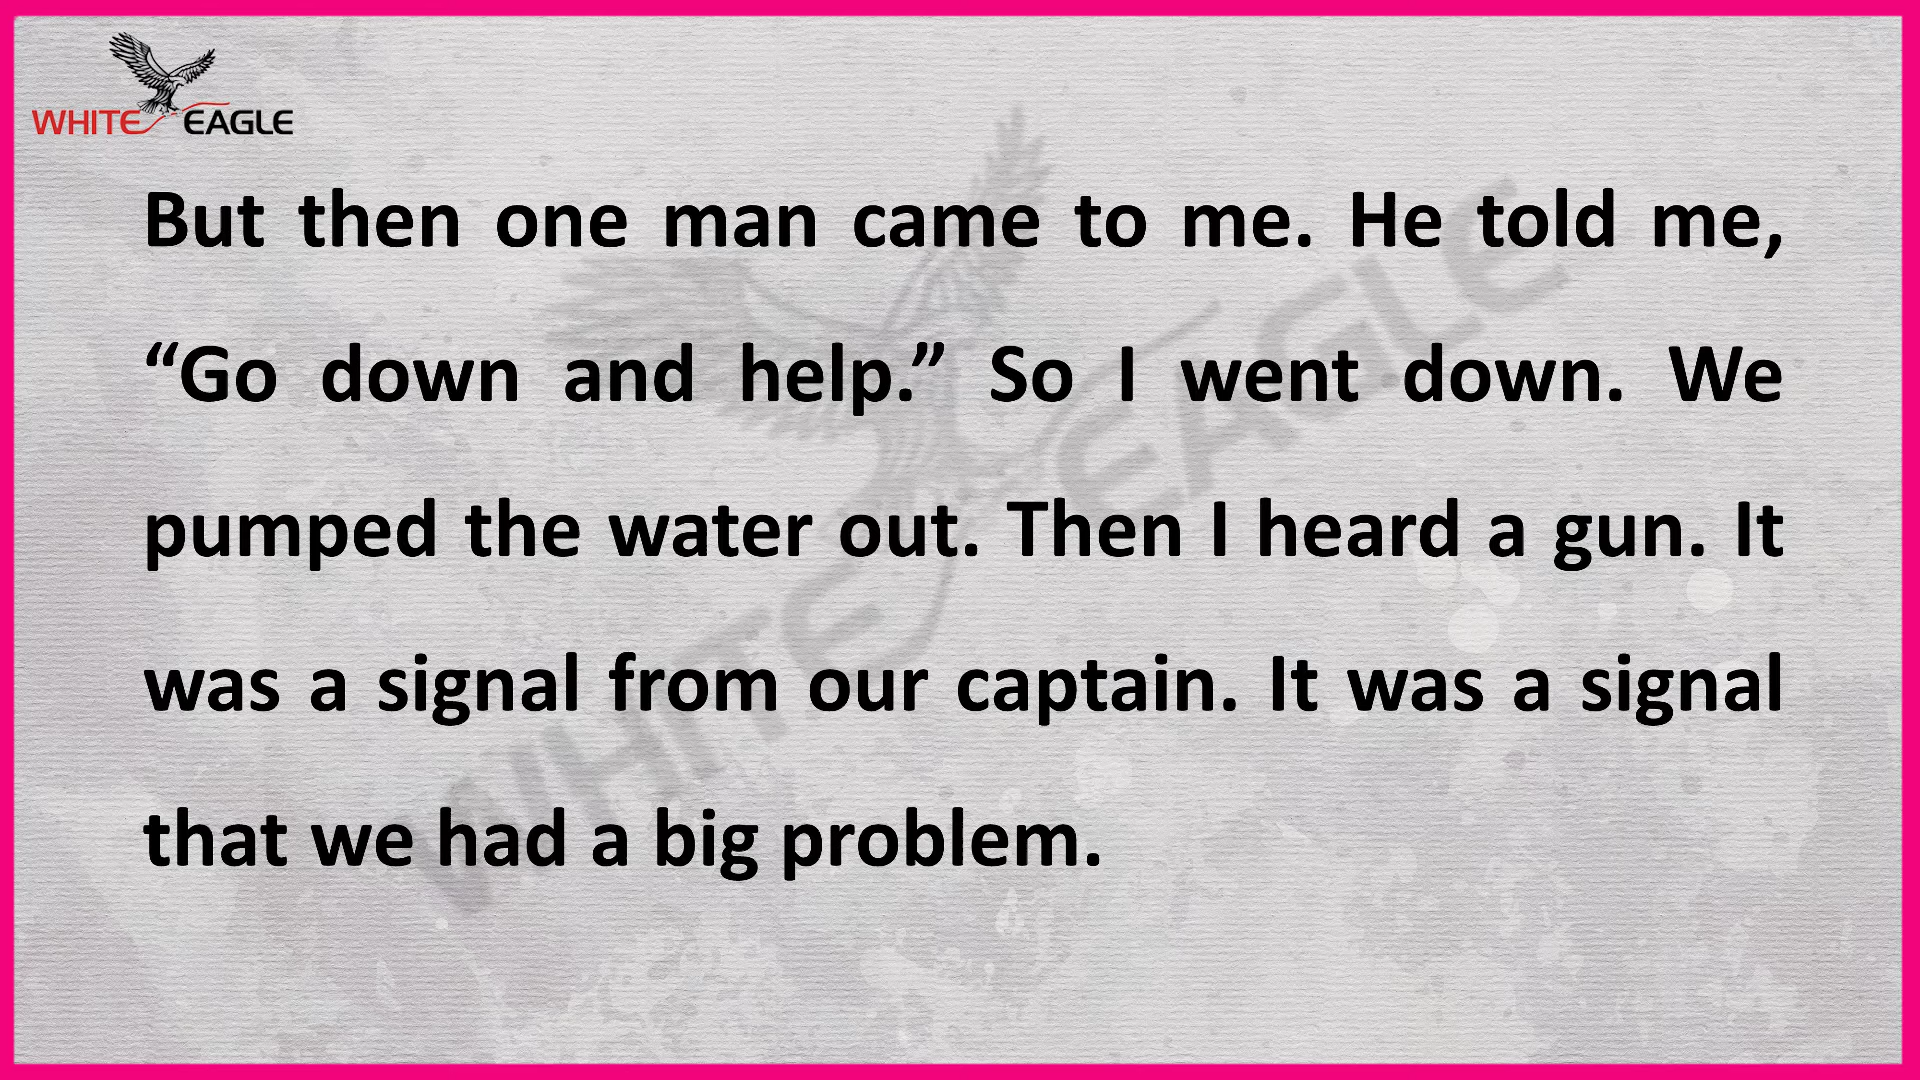 WHITE EAGLE
But then one man came to me. He told me,
“Go down and help.” So I went down. We
pumped the water out. Then I heard a gun. It
was a signal from our captain. It was a signal
that we had a big problem.
WHITE EAGLE